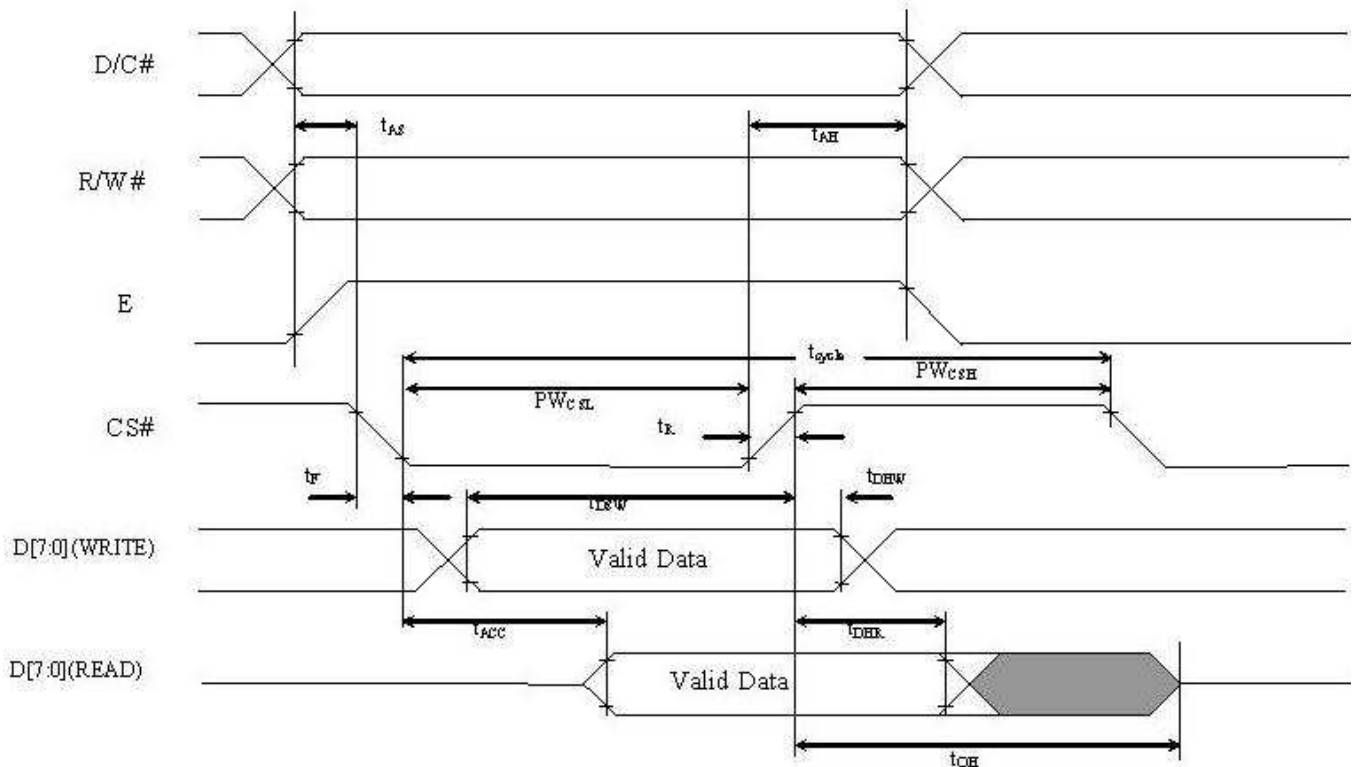 D/C#
tAS
tAH
R/W#
E
tcycle
PWCSL
PWCSH
CS#
tR
tF
tDSW
tDHW
D[7:0](WRITE)
Valid Data
tACC
tDHR
D[7:0](READ)
Valid Data
tOH